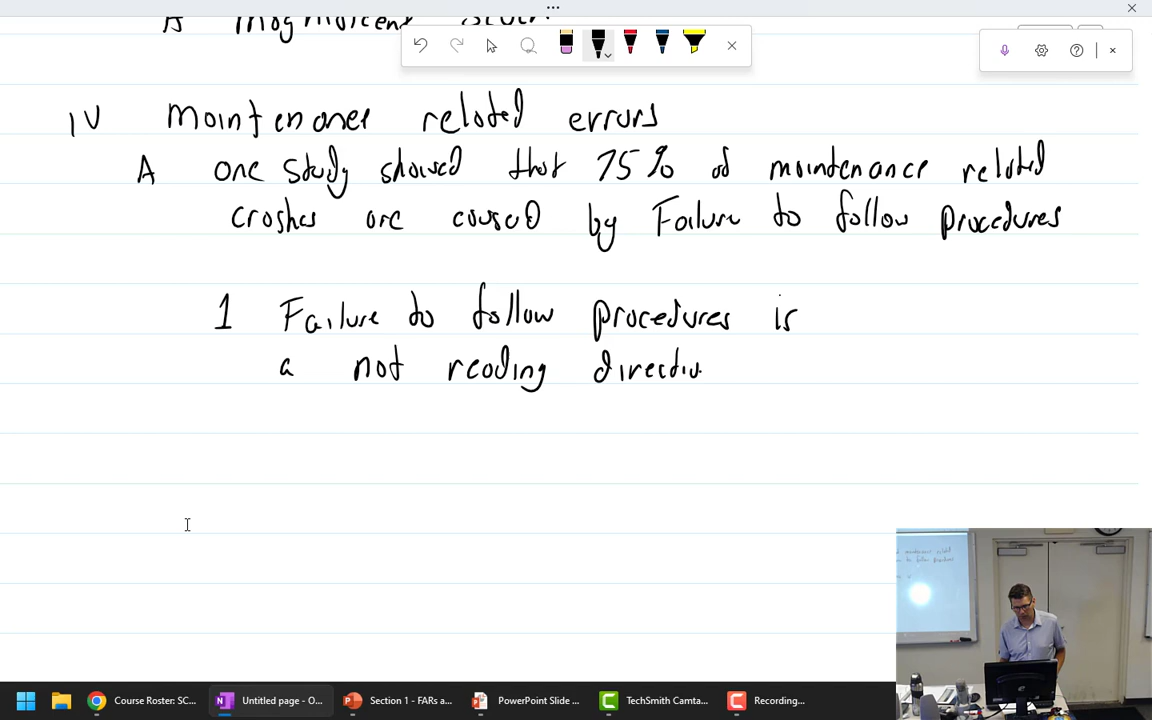 A magnificent
IV Maintenance related errors
A one study showed that 75% of maintenance related
crashes are caused by Failure to follow procedures
1 Failure to follow procedures is
a not reading directiv
Course Roster: SC...
Untitled page - O...
Section 1 - FARs a...
PowerPoint Slide ...
TechSmith Camta...
Recording...